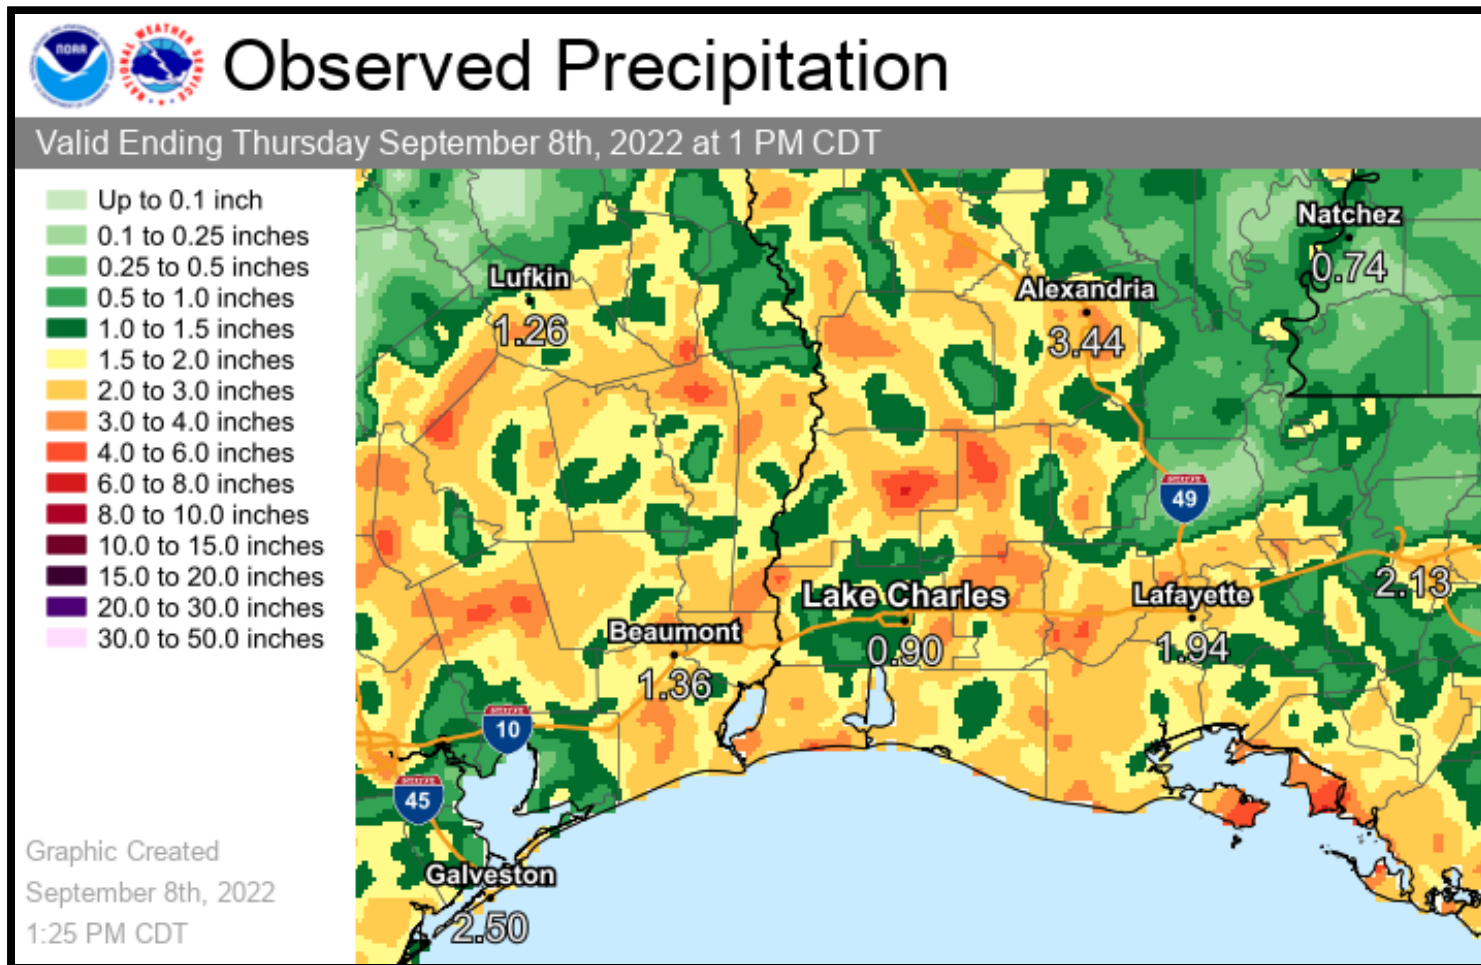 NOAA
NATIONAL WEATHER SERVICE
Observed Precipitation
Valid Ending Thursday September 8th, 2022 at 1 PM CDT
Up to 0.1 inch
0.1 to 0.25 inches
0.25 to 0.5 inches
0.5 to 1.0 inches
1.0 to 1.5 inches
1.5 to 2.0 inches
2.0 to 3.0 inches
3.0 to 4.0 inches
4.0 to 6.0 inches
6.0 to 8.0 inches
8.0 to 10.0 inches
10.0 to 15.0 inches
15.0 to 20.0 inches
20.0 to 30.0 inches
30.0 to 50.0 inches
Graphic Created
September 8th, 2022
1:25 PM CDT
Natchez
0.74
Lufkin
1.26
Alexandria
3.44
49
2.13
Lake Charles
0.90
Lafayette
1.94
Beaumont
1.36
10
45
Galveston
2.50